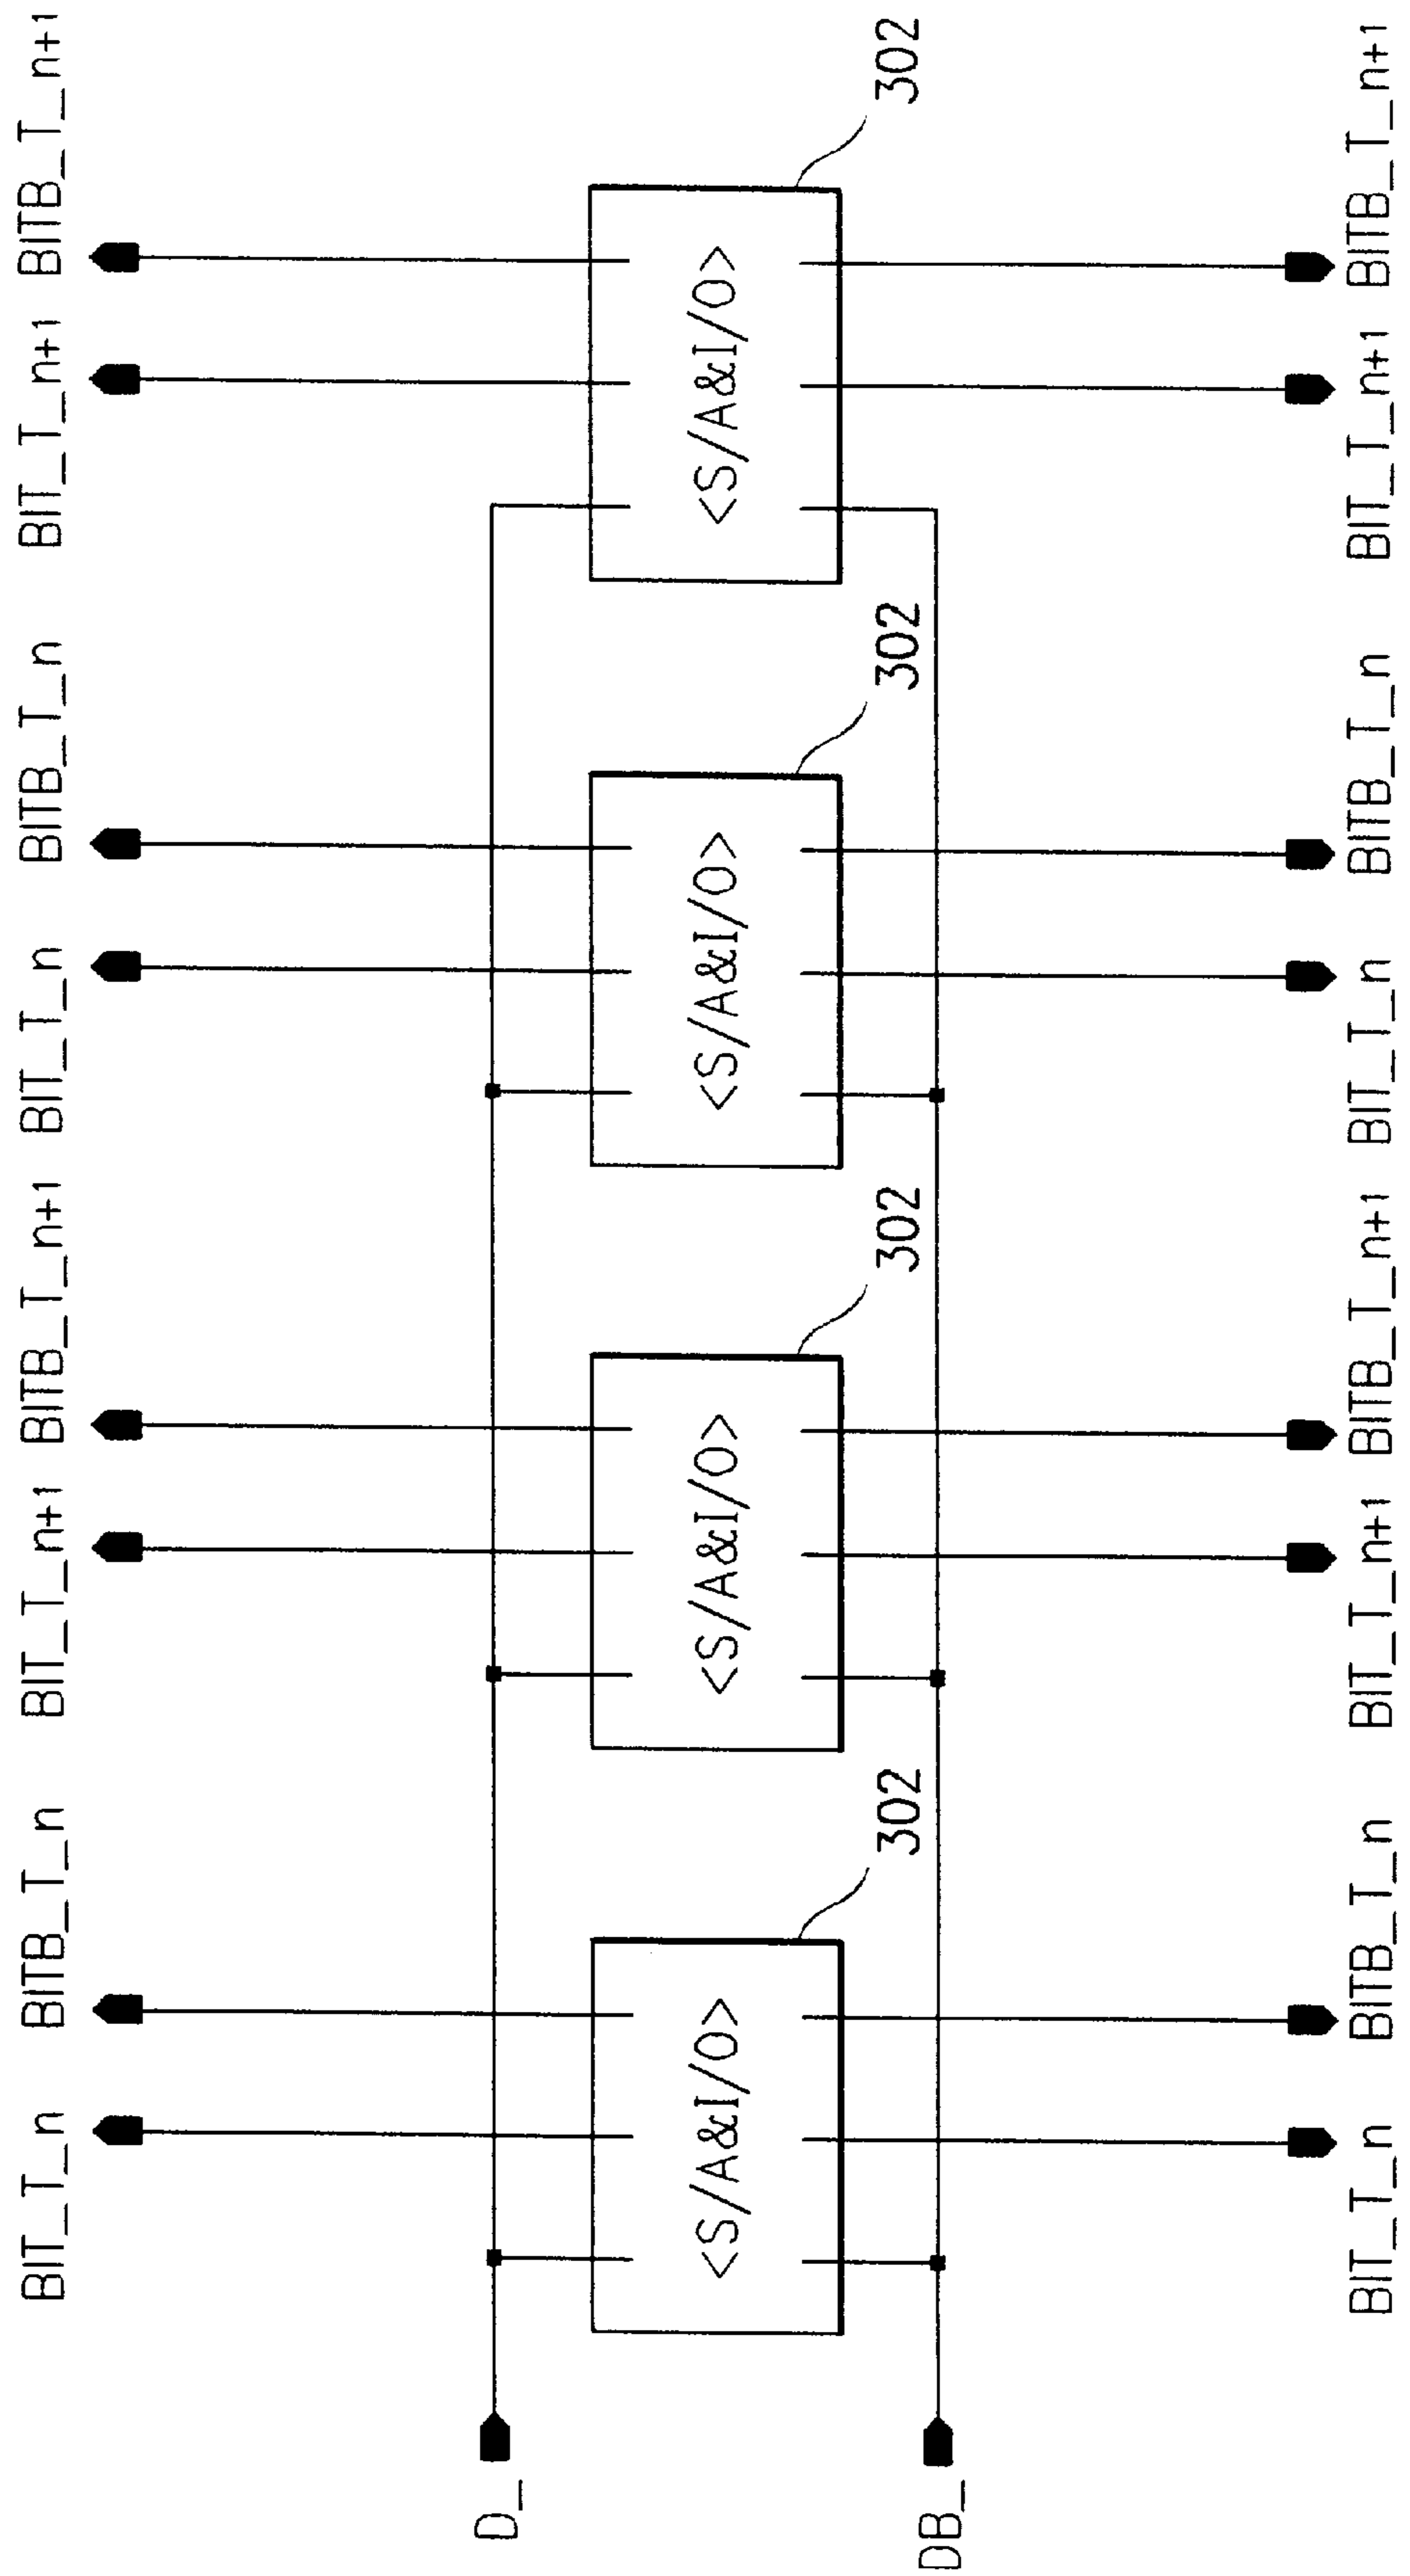 BIT_T_n BITB_T_n BIT_T_n+1 BITB_T_n+1 BIT_T_n BITB_T_n BIT_T_n+1 BITB_T_n+1
D_
<S/A&I/O> <S/A&I/O> <S/A&I/O> <S/A&I/O>
302 302 302 302
DB_
BIT_T_n BITB_T_n BIT_T_n+1 BITB_T_n+1 BIT_T_n BITB_T_n BIT_T_n+1 BITB_T_n+1